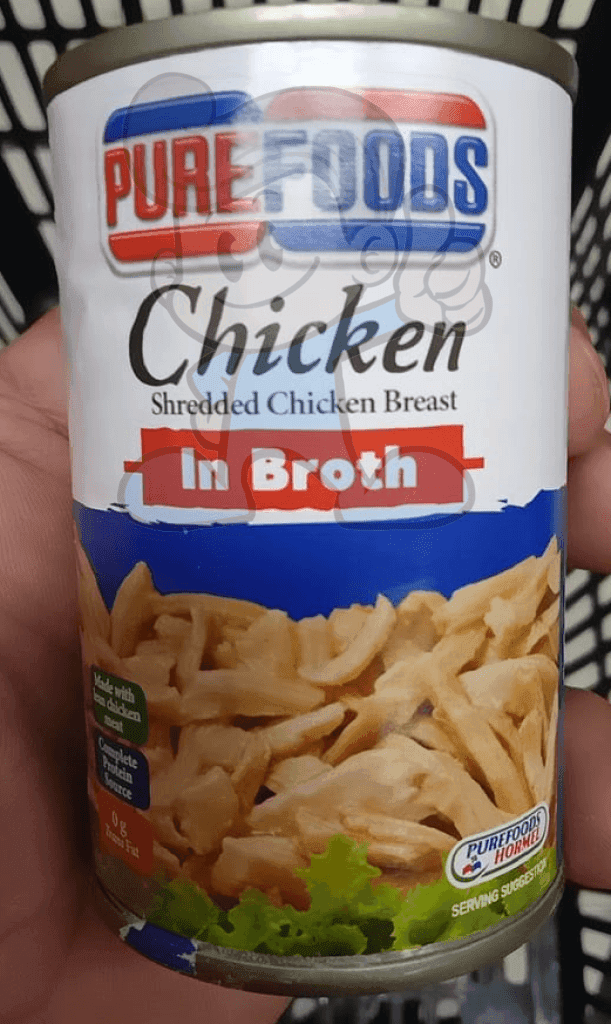 PUREFOODS
®
Chicken
Shredded Chicken Breast
In Broth
Made with
lean chicken
meat
Complete
Protein
Source
0 g
Trans Fat
PUREFOODS
HORMEL
SERVING SUGGESTION